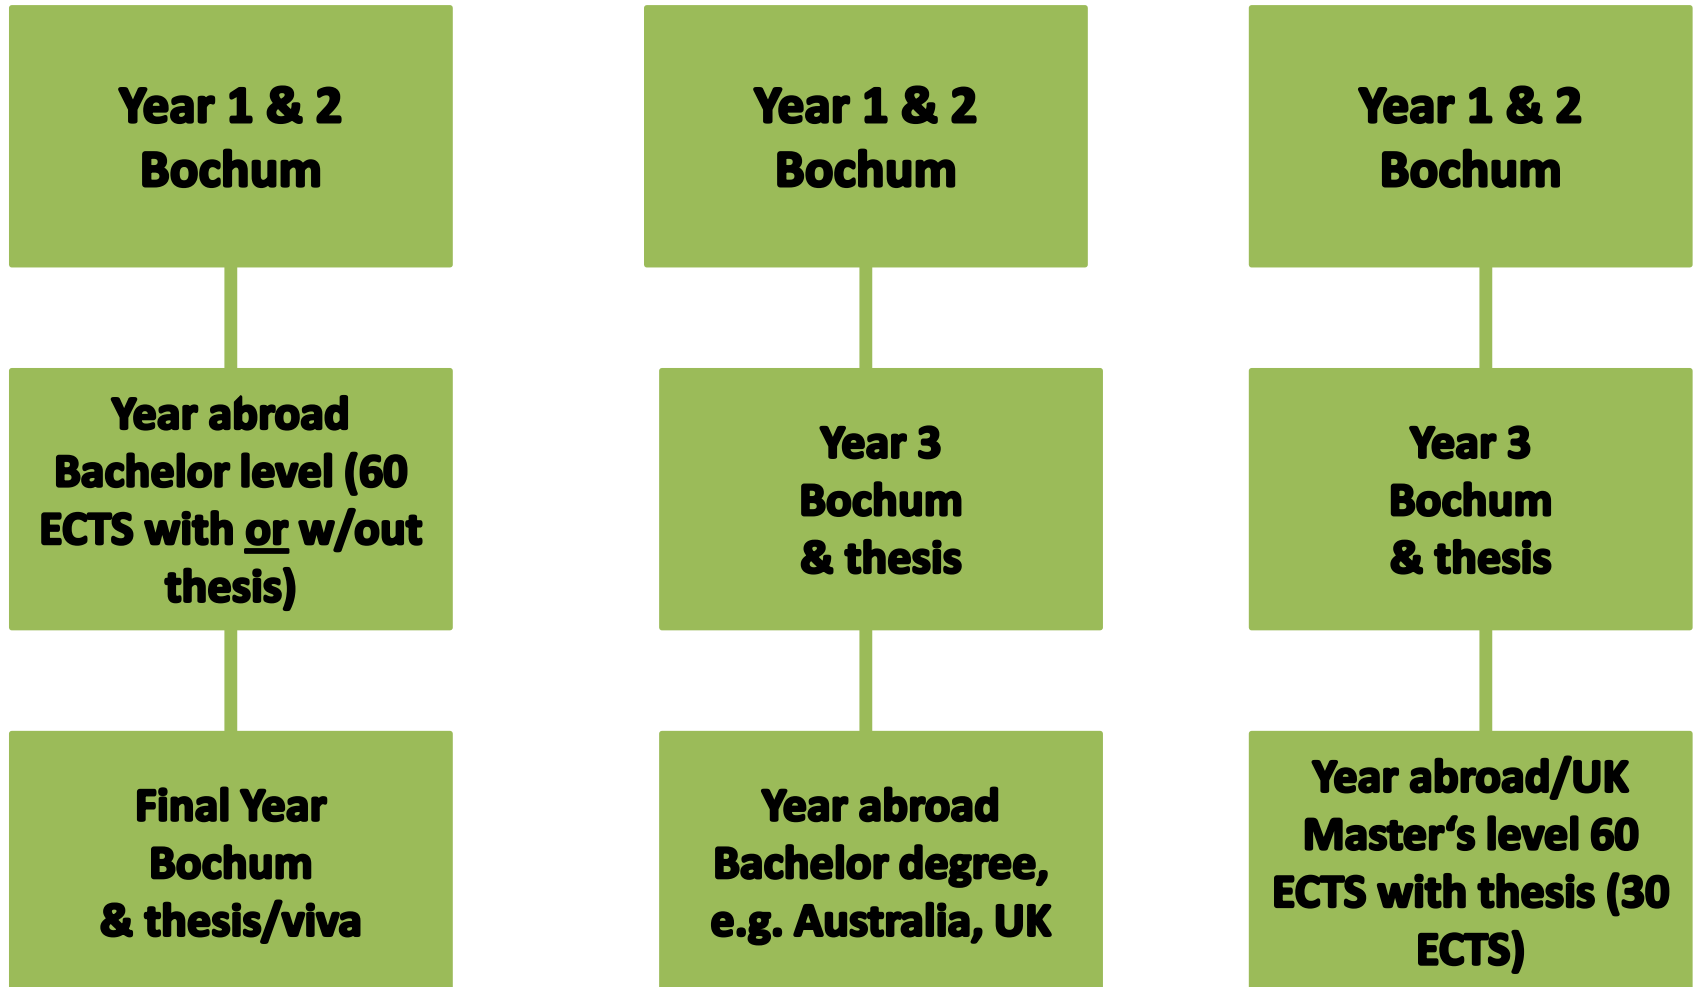 Year 1 & 2
Bochum
Year abroad
Bachelor level (60
ECTS with or w/out
thesis)
Final Year
Bochum
& thesis/viva
Year 1 & 2
Bochum
Year 3
Bochum
& thesis
Year abroad
Bachelor degree,
e.g. Australia, UK
Year 1 & 2
Bochum
Year 3
Bochum
& thesis
Year abroad/UK
Master‘s level 60
ECTS with thesis (30
ECTS)